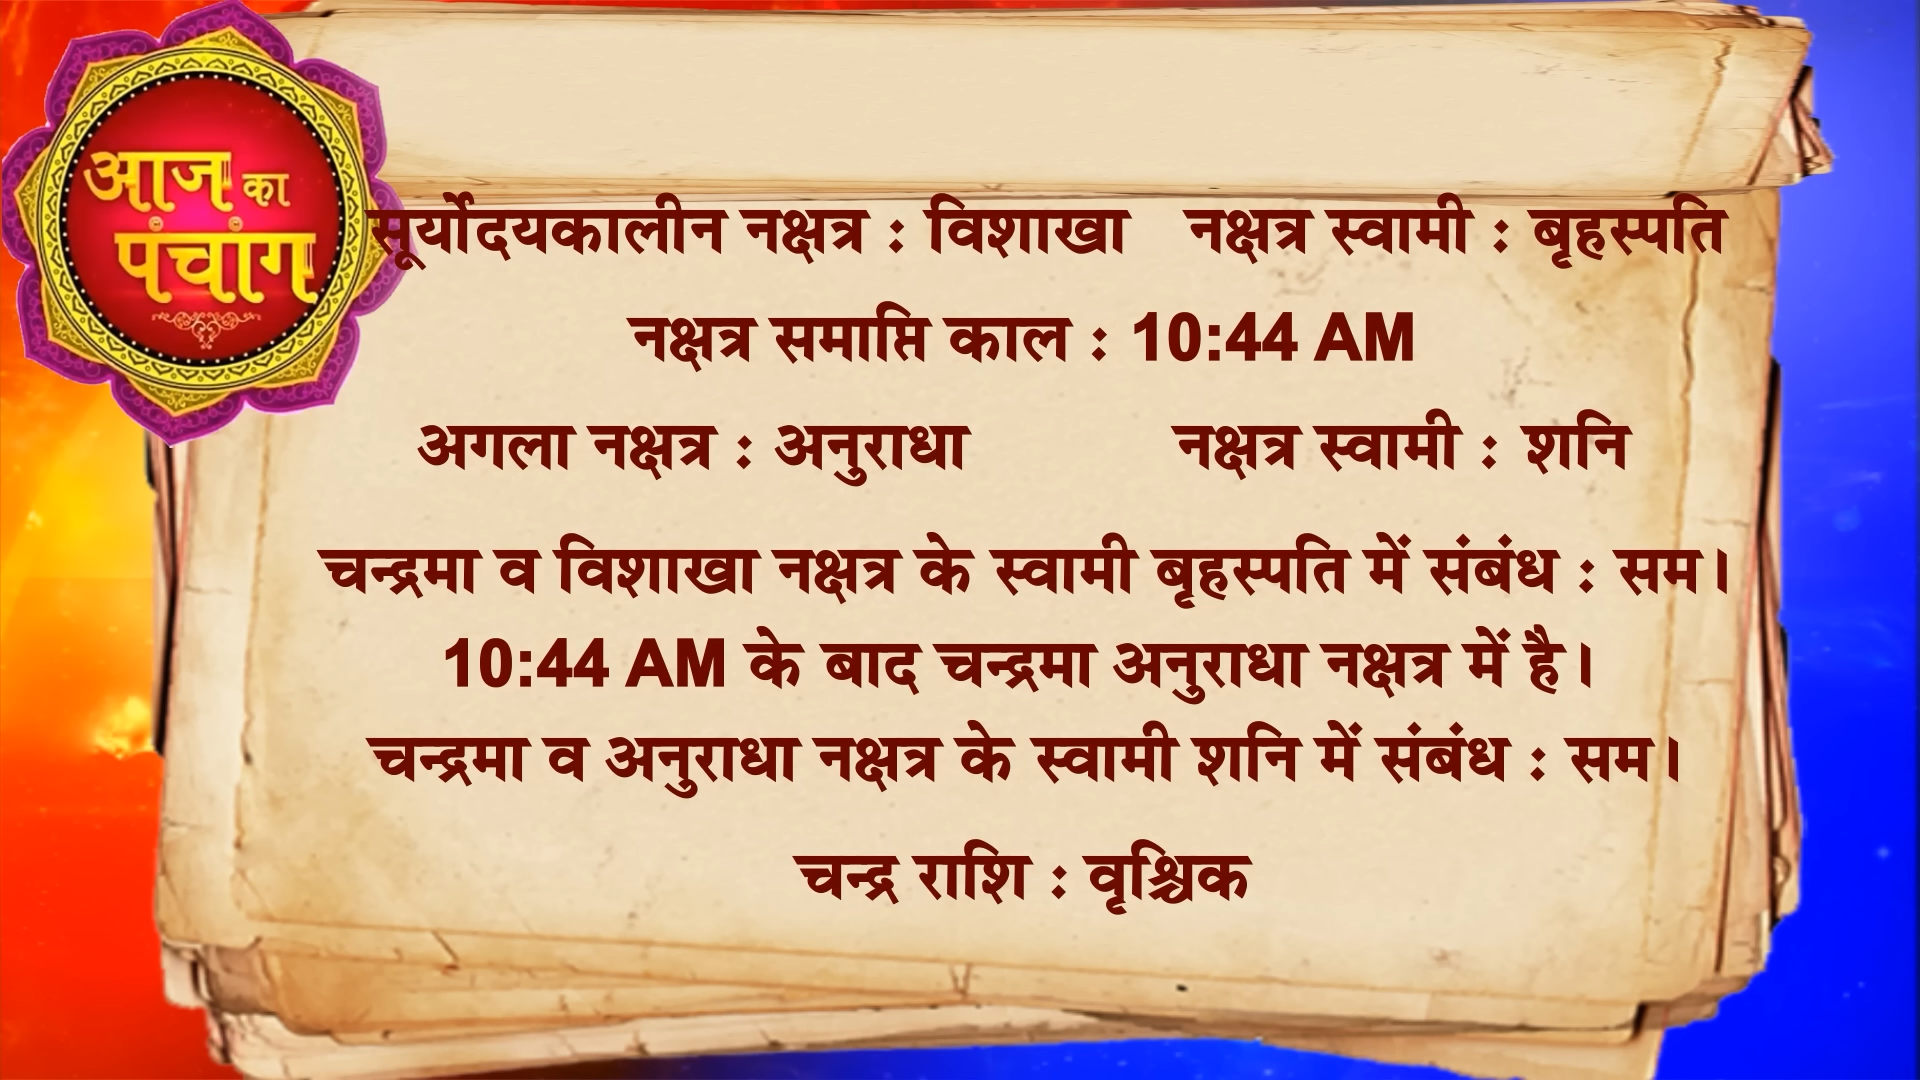 आज का
पंचांग
सूर्योदयकालीन नक्षत्र : विशाखा नक्षत्र स्वामी : बृहस्पति
नक्षत्र समाप्ति काल : 10:44 AM
अगला नक्षत्र : अनुराधा नक्षत्र स्वामी : शनि
चन्द्रमा व विशाखा नक्षत्र के स्वामी बृहस्पति में संबंध : सम।
10:44 AM के बाद चन्द्रमा अनुराधा नक्षत्र में है।
चन्द्रमा व अनुराधा नक्षत्र के स्वामी शनि में संबंध : सम।
चन्द्र राशि : वृश्चिक